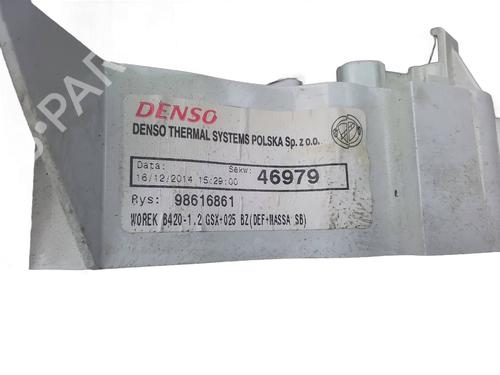 DENSO
DENSO THERMAL SYSTEMS POLSKA Sp. z o.o.
Data: Sekw:
16/12/2014 15:29:00 46979
Rys: 98616861
WOREK B420-1.2 GSX+025 BZ(DEF+MASSA SB)